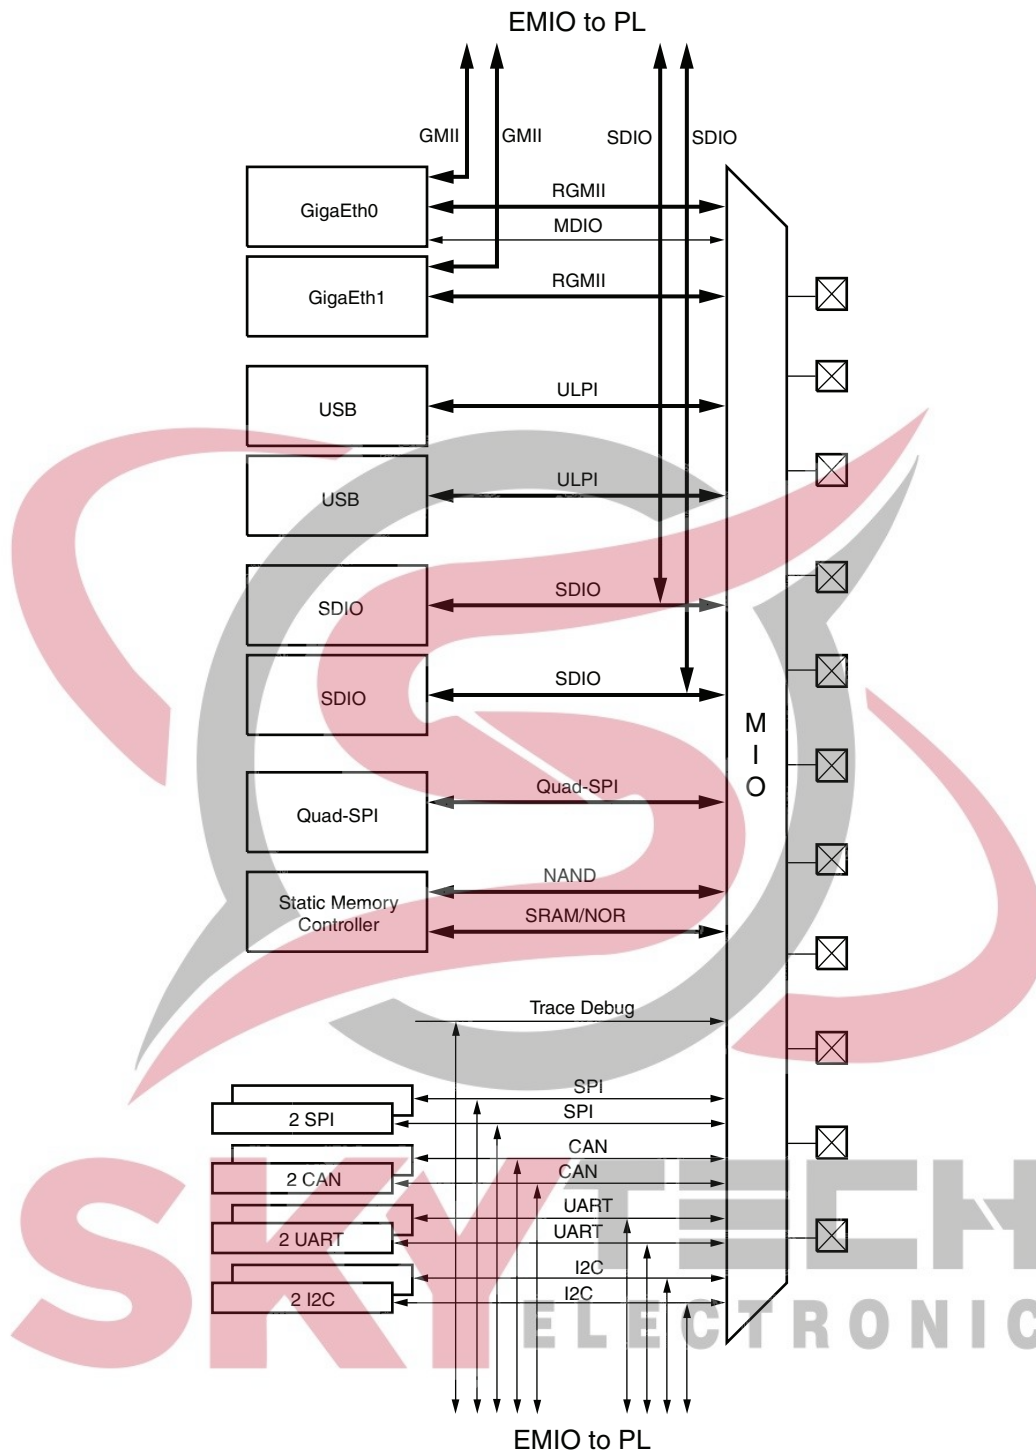 EMIO to PL
GMII
GMII
SDIO
SDIO
GigaEth0
RGMII
MDIO
GigaEth1
RGMII
USB
ULPI
USB
ULPI
SDIO
SDIO
SDIO
SDIO
M
I
O
Quad-SPI
Quad-SPI
Static Memory
Controller
NAND
SRAM/NOR
Trace Debug
SPI
2 SPI
SPI
CAN
2 CAN
CAN
UART
2 UART
UART
I2C
2 I2C
I2C
SKYTECH
ELECTRONIC
EMIO to PL